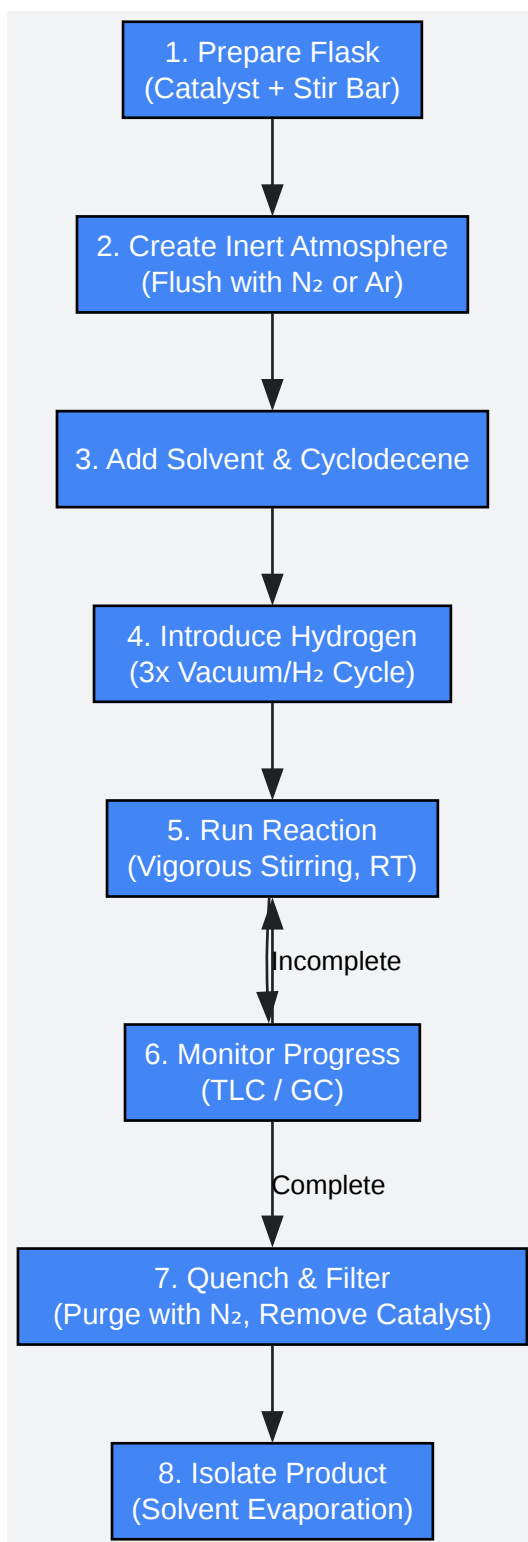 1. Prepare Flask
(Catalyst + Stir Bar)
2. Create Inert Atmosphere
(Flush with N₂ or Ar)
3. Add Solvent & Cyclodecene
4. Introduce Hydrogen
(3x Vacuum/H₂ Cycle)
5. Run Reaction
(Vigorous Stirring, RT)
Incomplete
6. Monitor Progress
(TLC / GC)
Complete
7. Quench & Filter
(Purge with N₂, Remove Catalyst)
8. Isolate Product
(Solvent Evaporation)